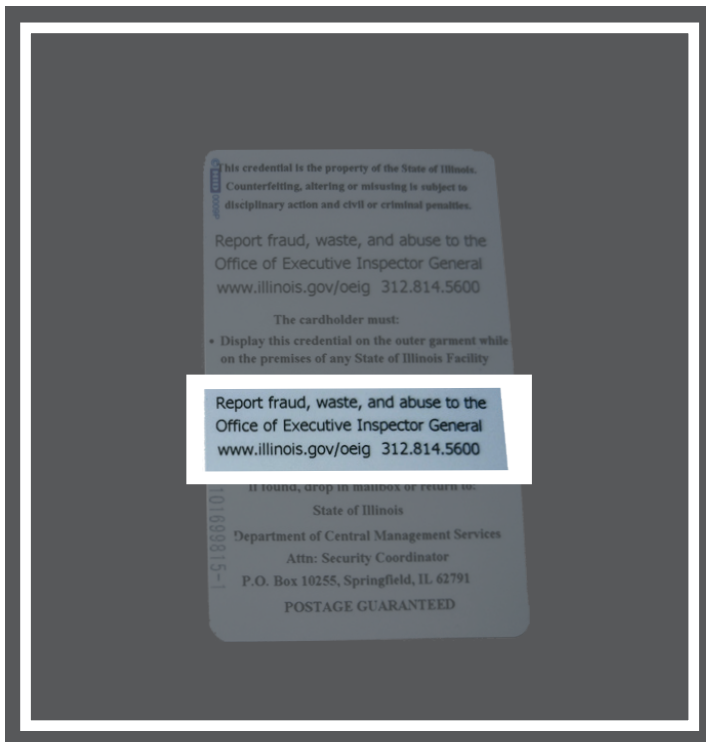 This credential is the property of the State of Illinois.
Counterfeiting, altering or misusing is subject to
disciplinary action and civil or criminal penalties.
Report fraud, waste, and abuse to the
Office of Executive Inspector General
www.illinois.gov/oeig 312.814.5600
The cardholder must:
• Display this credential on the outer garment while
on the premises of any State of Illinois Facility
Report fraud, waste, and abuse to the
Office of Executive Inspector General
www.illinois.gov/oeig 312.814.5600
If found, drop in mailbox or return to:
State of Illinois
Department of Central Management Services
Attn: Security Coordinator
P.O. Box 10255, Springfield, IL 62791
POSTAGE GUARANTEED
101699815-1